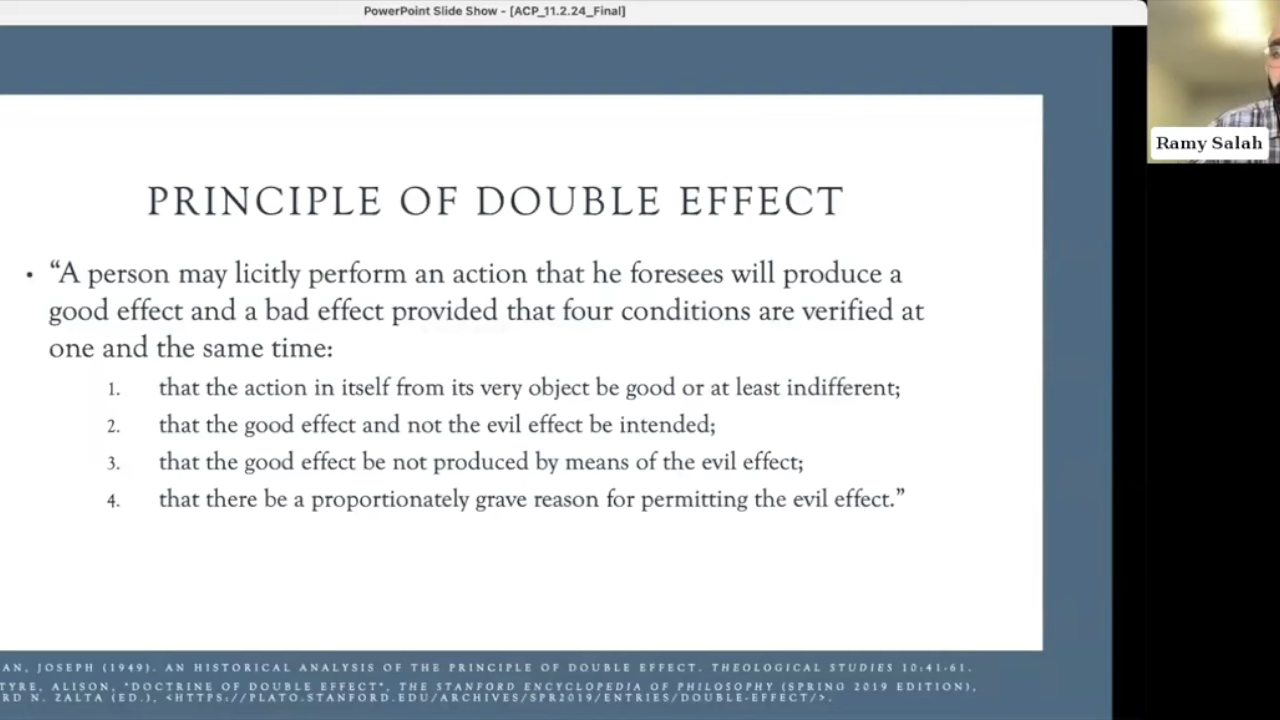 PowerPoint Slide Show - [ACP_11.2.24_Final]
Ramy Salah
PRINCIPLE OF DOUBLE EFFECT
• “A person may licitly perform an action that he foresees will produce a
good effect and a bad effect provided that four conditions are verified at
one and the same time:
1. that the action in itself from its very object be good or at least indifferent;
2. that the good effect and not the evil effect be intended;
3. that the good effect be not produced by means of the evil effect;
4. that there be a proportionately grave reason for permitting the evil effect.”
AN, JOSEPH (1949). AN HISTORICAL ANALYSIS OF THE PRINCIPLE OF DOUBLE EFFECT. THEOLOGICAL STUDIES 10:41-61.
TYRE, ALISON, "DOCTRINE OF DOUBLE EFFECT", THE STANFORD ENCYCLOPEDIA OF PHILOSOPHY (SPRING 2019 EDITION),
RD N. ZALTA (ED.), <HTTPS://PLATO.STANFORD.EDU/ARCHIVES/SPR2019/ENTRIES/DOUBLE-EFFECT/>.